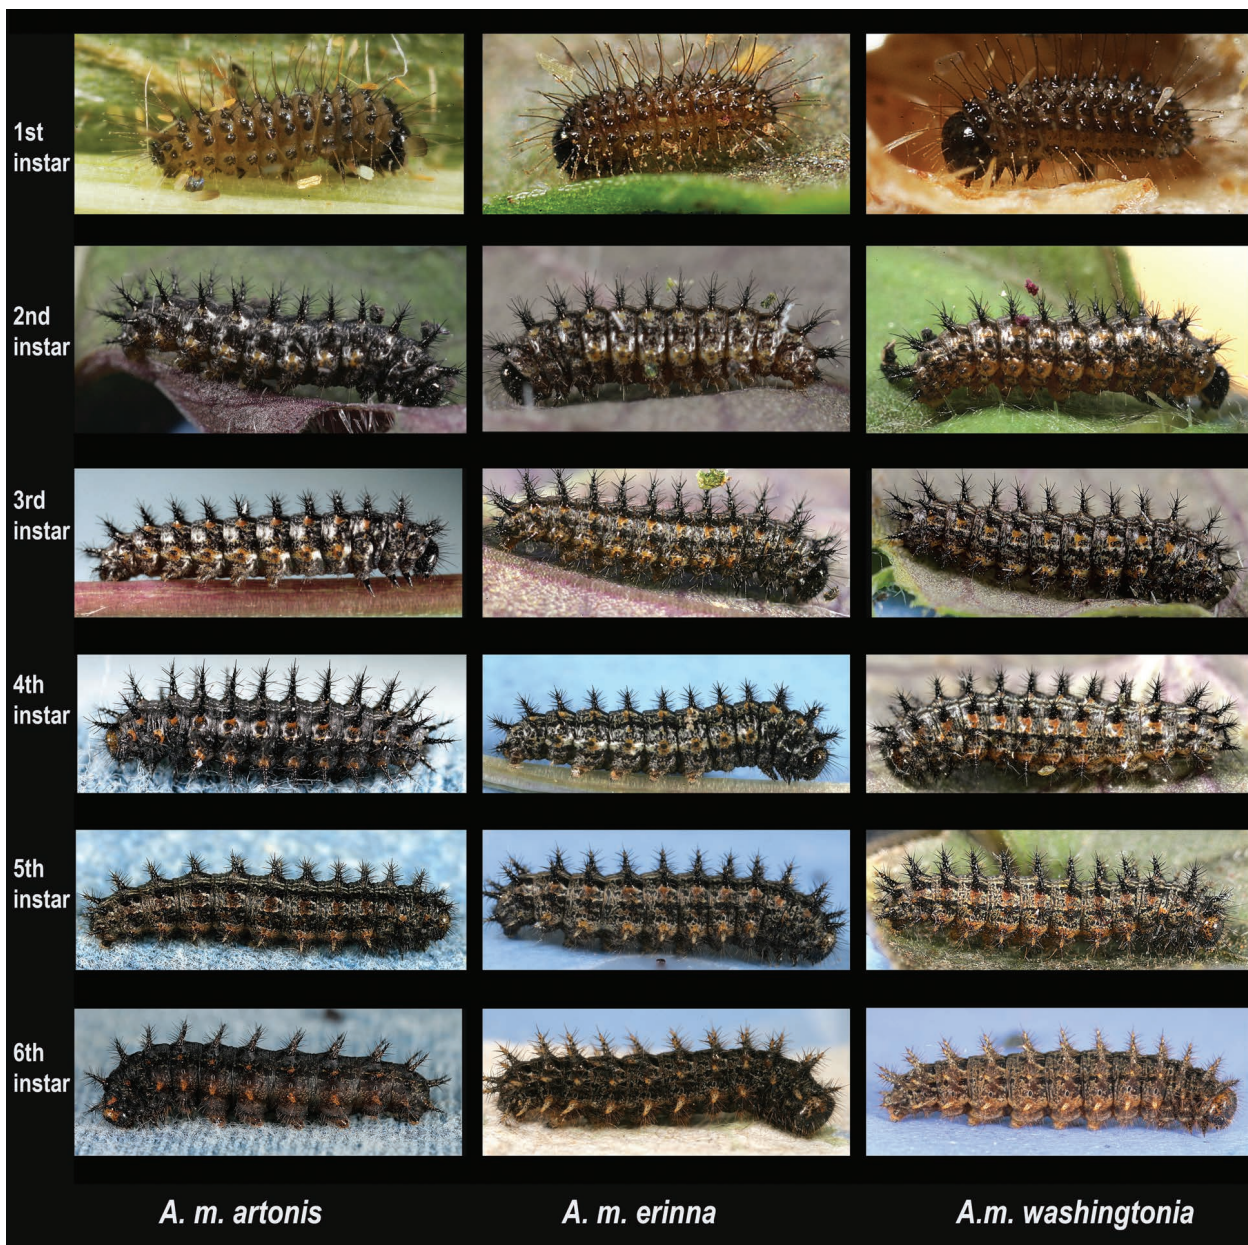 1st
instar
2nd
instar
3rd
instar
4th
instar
5th
instar
6th
instar
A. m. artonis
A. m. erinna
A.m. washingtonia